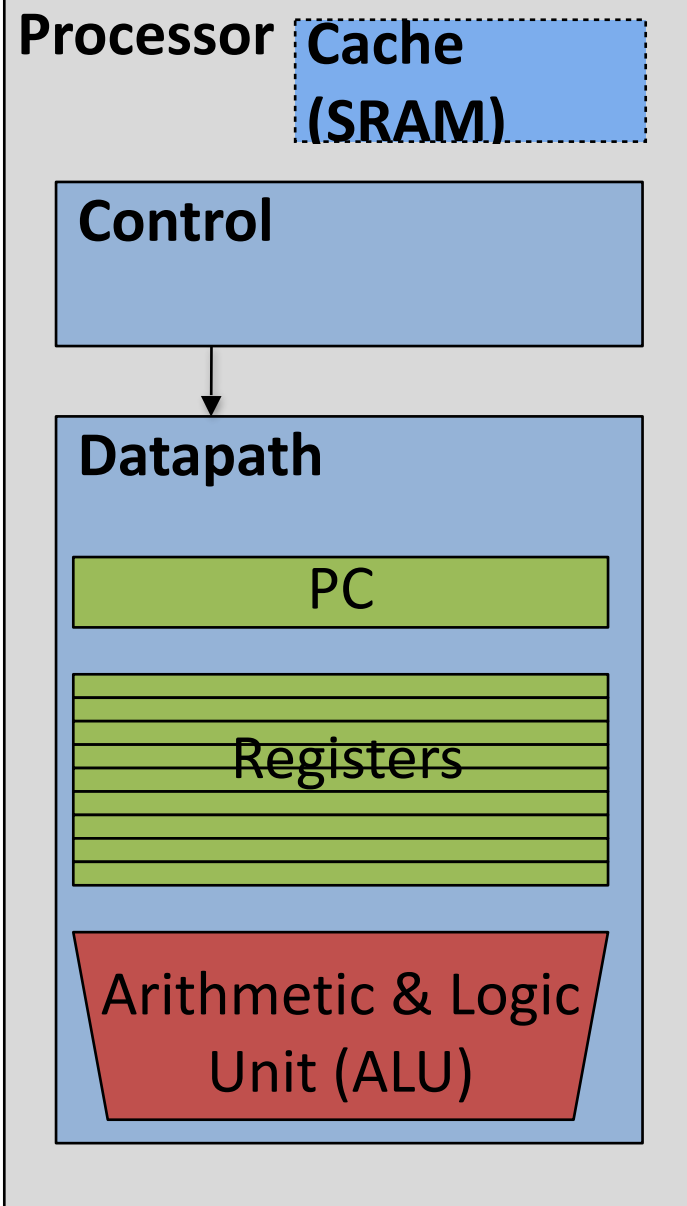 Processor
Cache
(SRAM)
Control
Datapath
PC
Registers
Arithmetic & Logic
Unit (ALU)